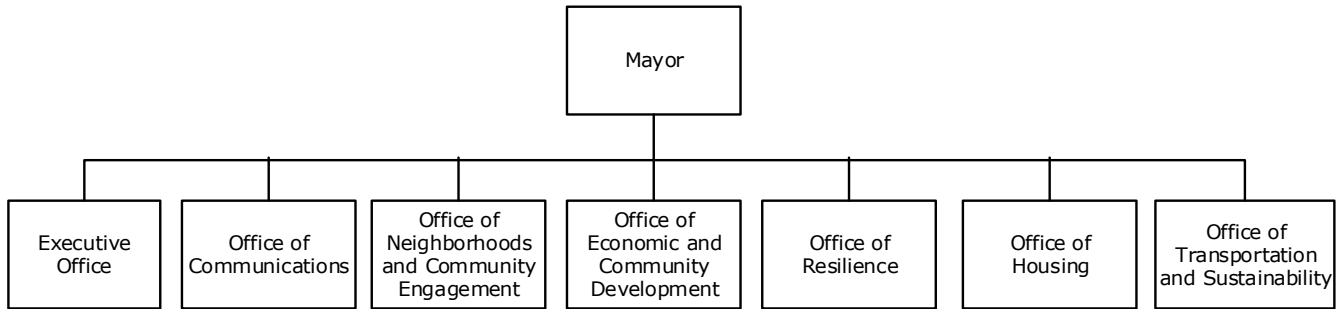 Mayor
Executive
Office
Office of
Communications
Office of
Neighborhoods
and Community
Engagement
Office of
Economic and
Community
Development
Office of
Resilience
Office of
Housing
Office of
Transportation
and Sustainability